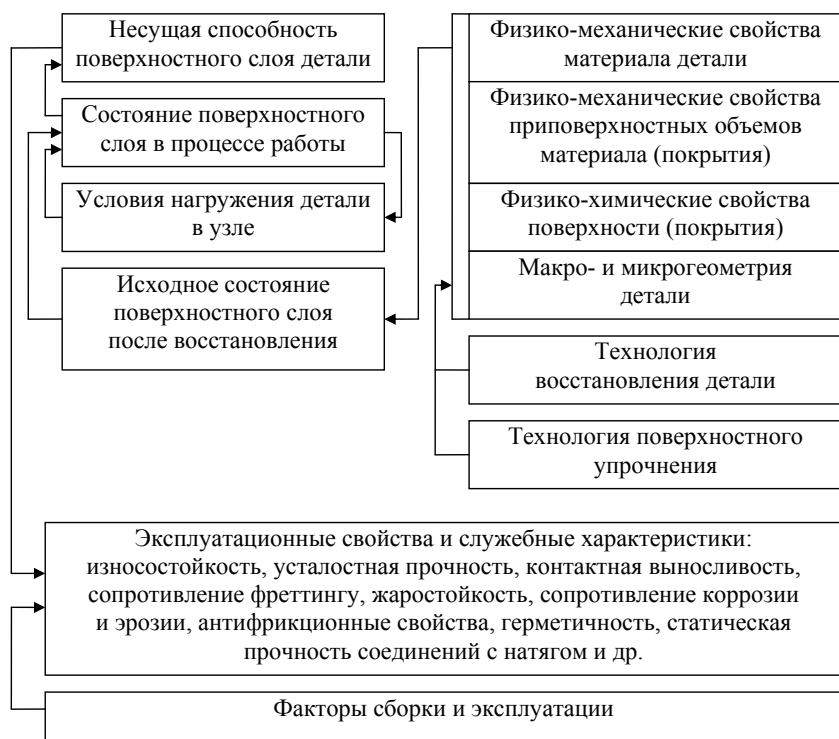 Несущая способность
поверхностного слоя детали
Состояние поверхностного
слоя в процессе работы
Условия нагружения детали
в узле
Исходное состояние
поверхностного слоя
после восстановления
Физико-механические свойства
материала детали
Физико-механические свойства
приповерхностных объемов
материала (покрытия)
Физико-химические свойства
поверхности (покрытия)
Макро- и микрогеометрия
детали
Технология
восстановления детали
Технология поверхностного
упрочнения
Эксплуатационные свойства и служебные характеристики:
износостойкость, усталостная прочность, контактная выносливость,
сопротивление фреттингу, жаростойкость, сопротивление коррозии
и эрозии, антифрикционные свойства, герметичность, статическая
прочность соединений с натягом и др.
Факторы сборки и эксплуатации